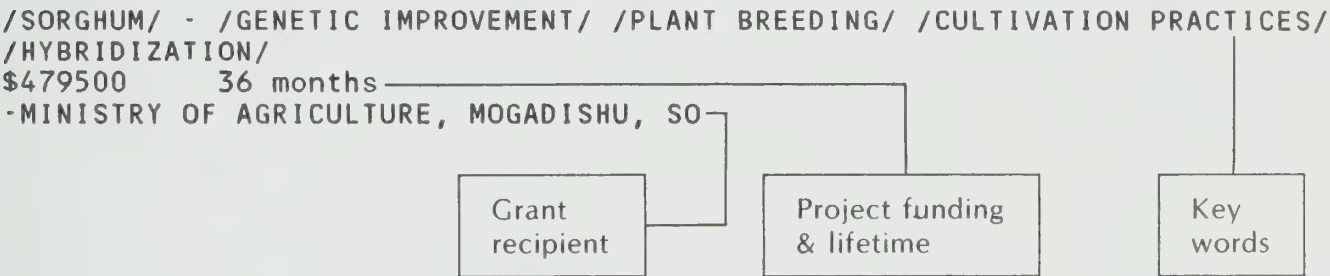 /SORGHUM/ - /GENETIC IMPROVEMENT/ /PLANT BREEDING/ /CULTIVATION PRACTICES/
/HYBRIDIZATION/
$479500 36 months
-MINISTRY OF AGRICULTURE, MOGADISHU, SO
Grant
recipient
Project funding
& lifetime
Key
words